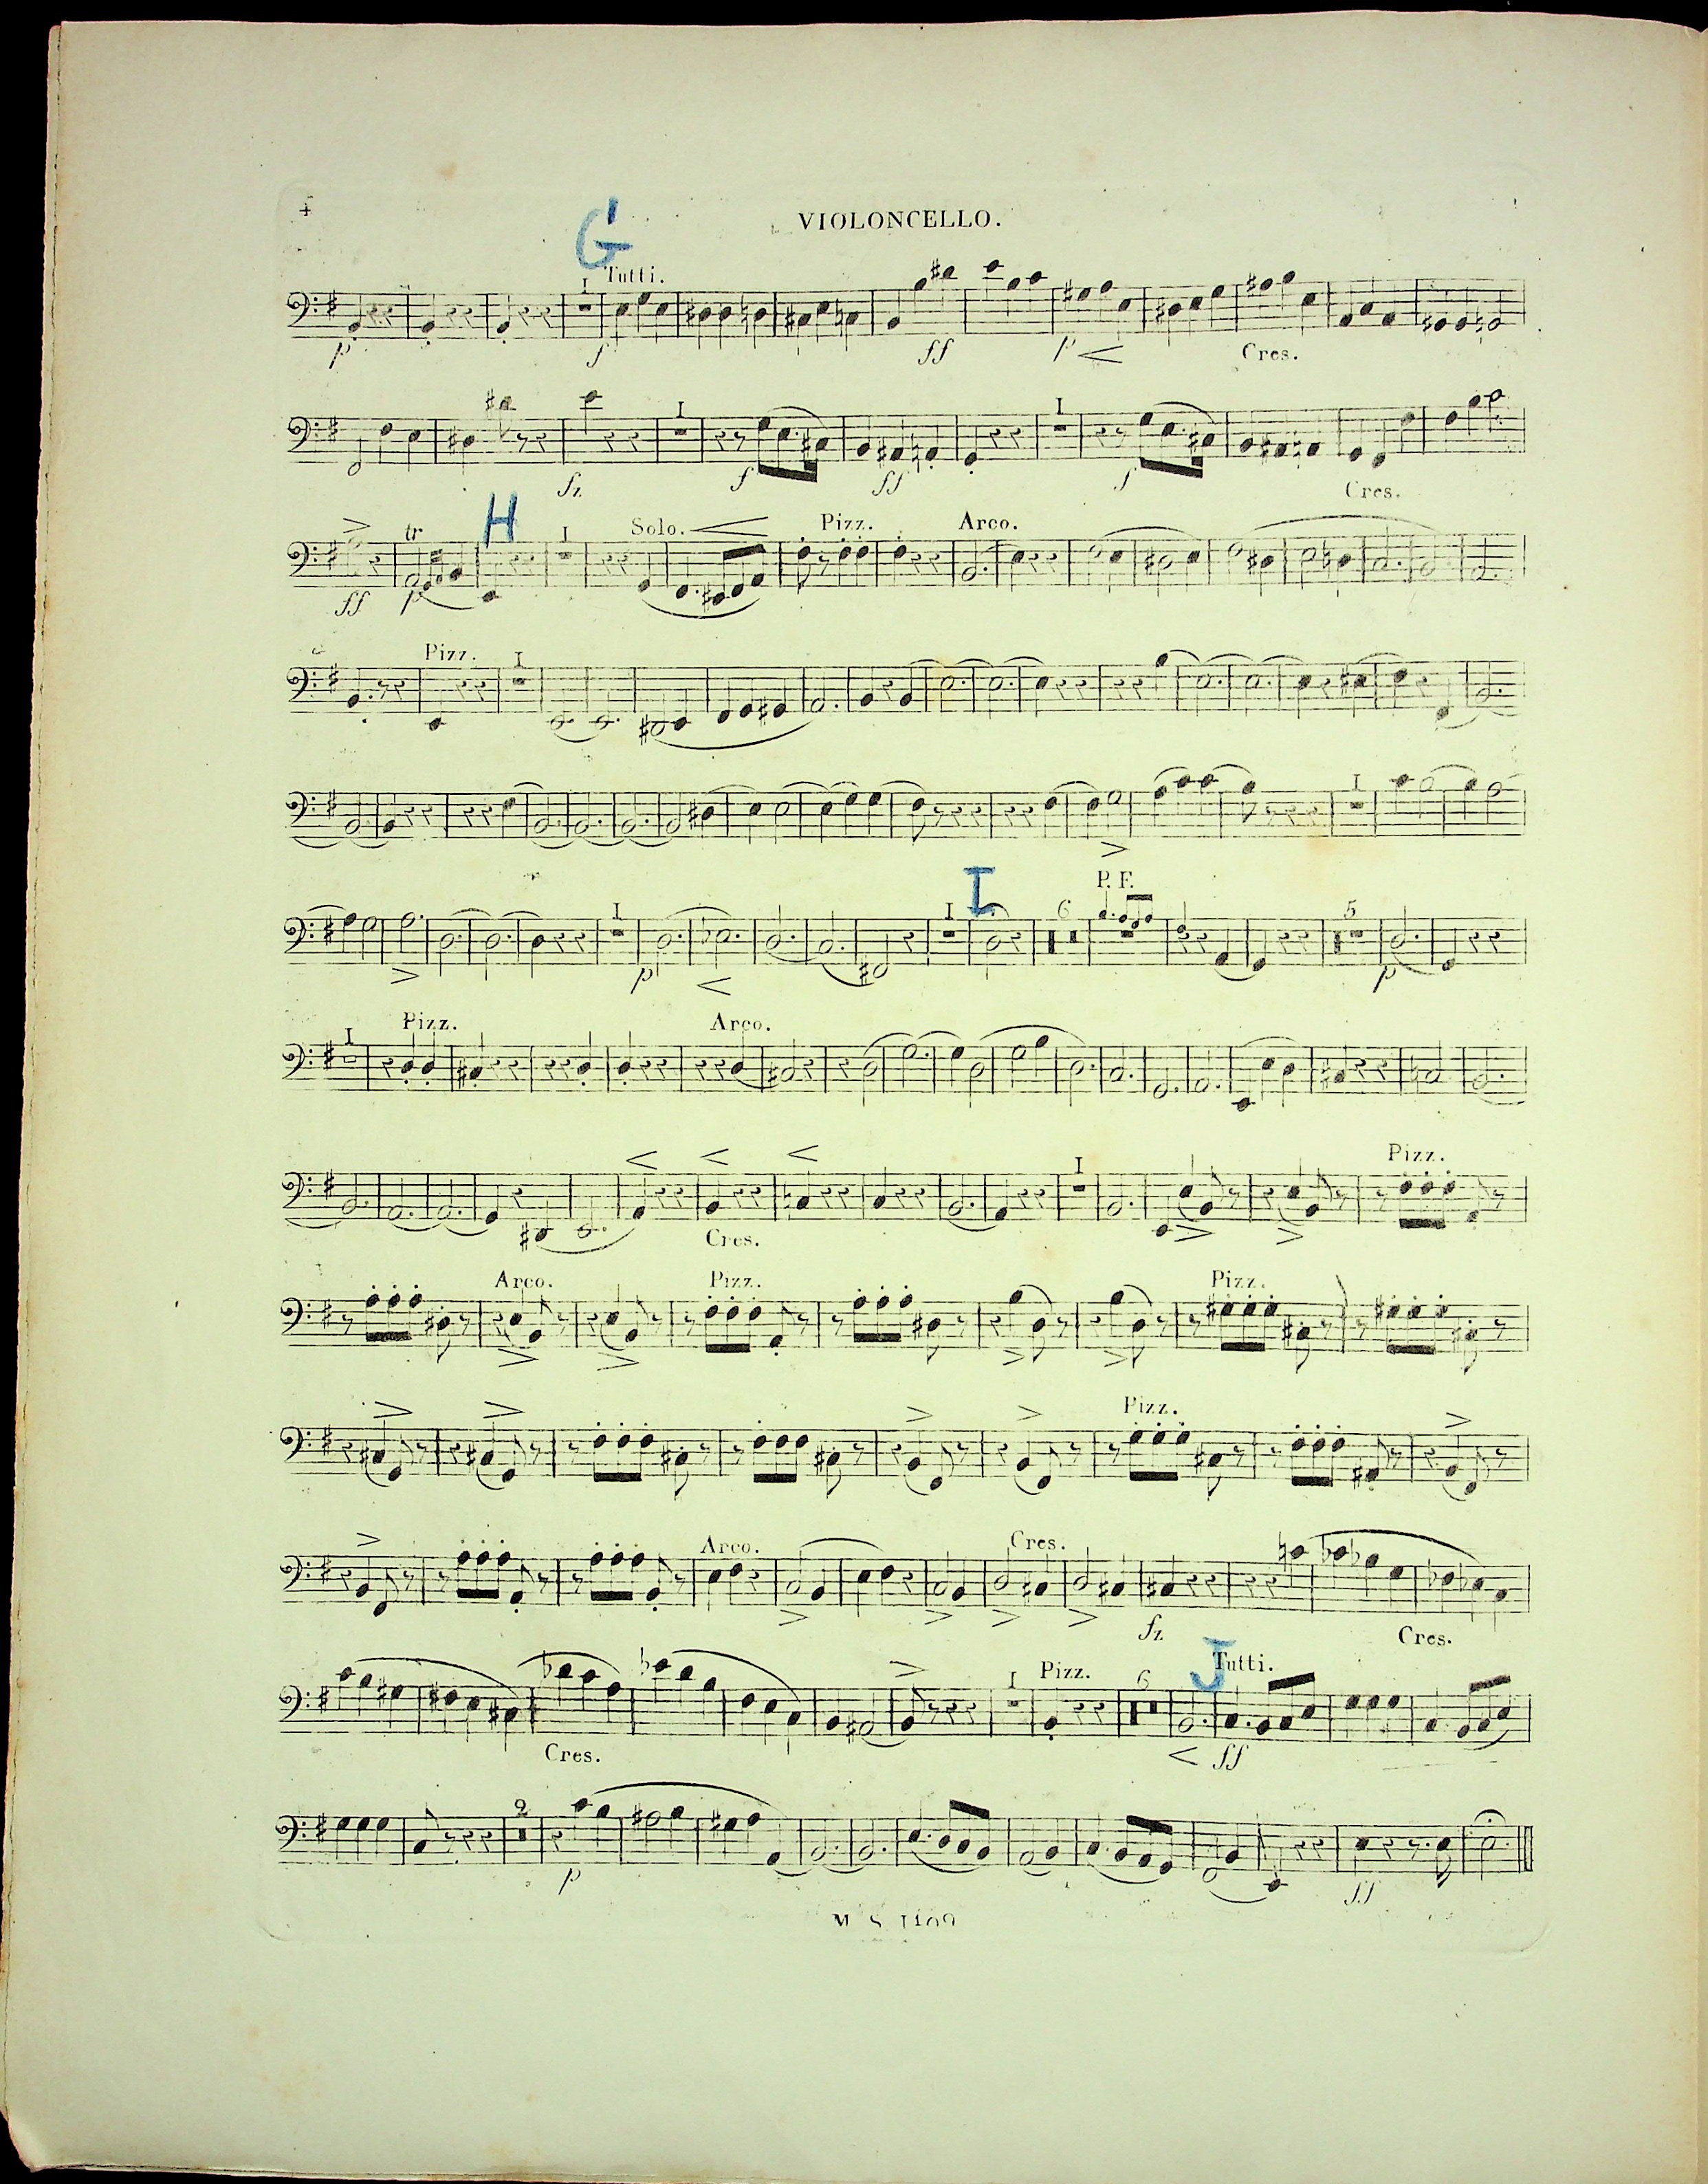 4
VIOLONCELLO.
G
I Tutti.
p f ff p Cres.
I I
fz f ff f Cres.
H
tr I Solo. Pizz. Arco.
ff p
Pizz. I
I
P. F.
I I I 6 5
p p
I Pizz. Arco.
I Pizz.
Cres.
Arco. Pizz. Pizz.
Pizz.
Arco. Cres.
fz Cres.
J
I Pizz. 6 Tutti.
Cres. ff
2
p ff
M. S. 1409